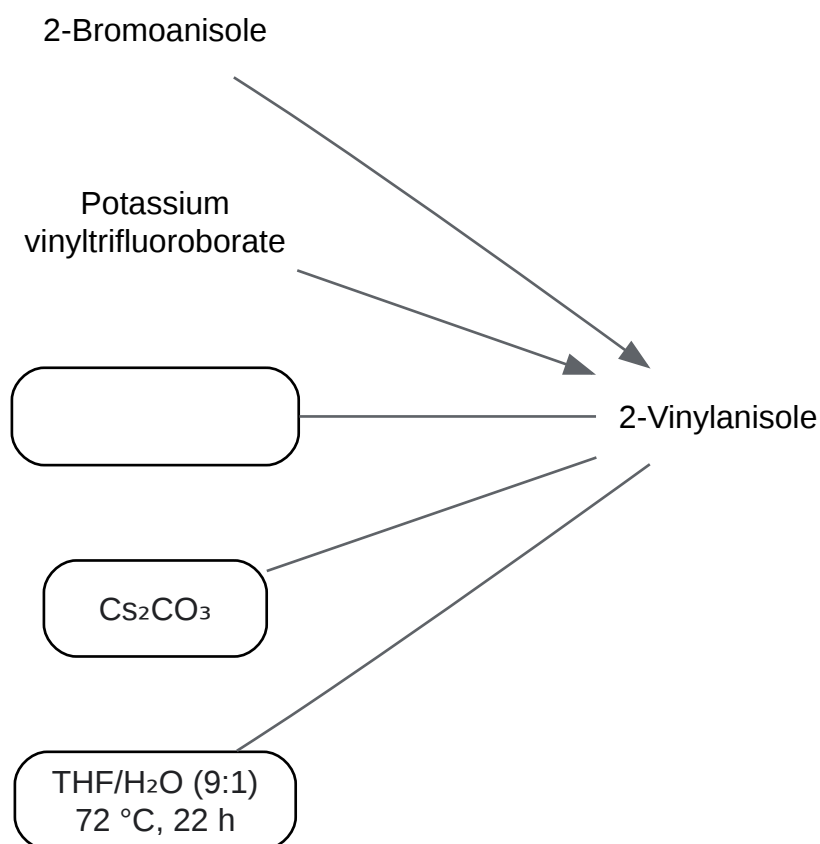 2-Bromoanisole
Potassium
vinyltrifluoroborate
2-Vinylanisole
Cs₂CO₃
THF/H₂O (9:1)
72 °C, 22 h